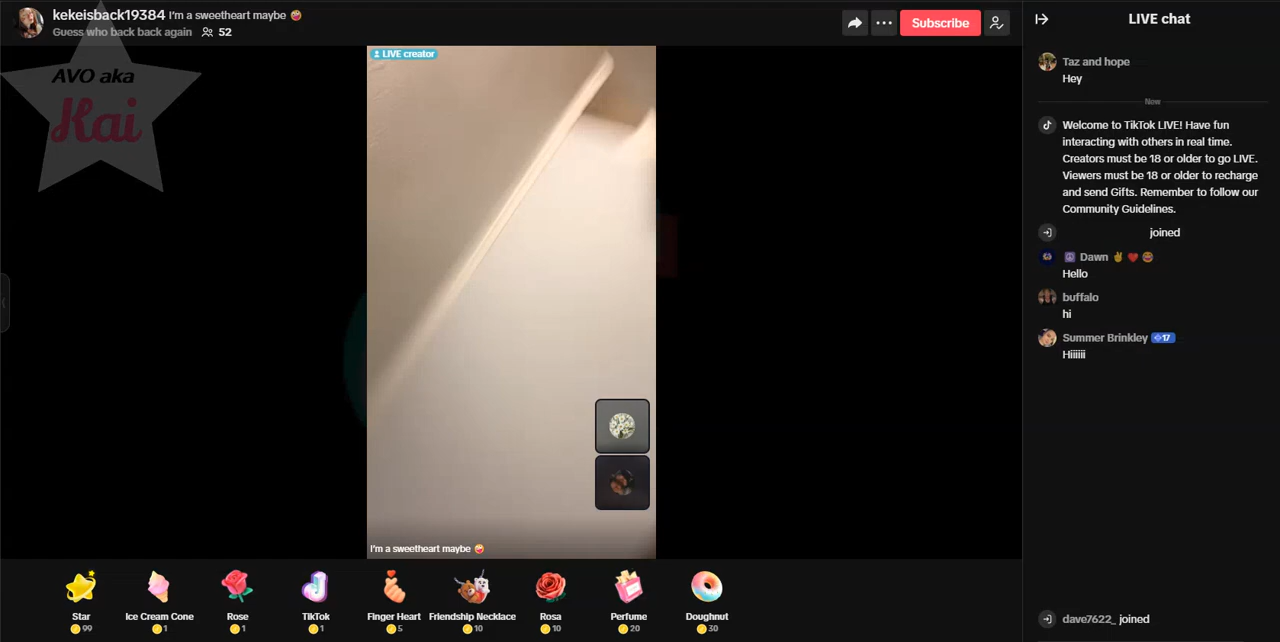 kekeisback19384 I'm a sweetheart maybe 🤪
Guess who back back again 52
Subscribe
AVO aka
Kai
LIVE creator
I'm a sweetheart maybe 🤪
Star
99
Ice Cream Cone
1
Rose
1
TikTok
1
Finger Heart
5
Friendship Necklace
10
Rosa
10
Perfume
20
Doughnut
30
LIVE chat
Taz and hope
Hey
New
Welcome to TikTok LIVE! Have fun
interacting with others in real time.
Creators must be 18 or older to go LIVE.
Viewers must be 18 or older to recharge
and send Gifts. Remember to follow our
Community Guidelines.
joined
Dawn ✌️ ❤️ 😂
Hello
buffalo
hi
Summer Brinkley 17
Hiiiiii
dave7622_ joined